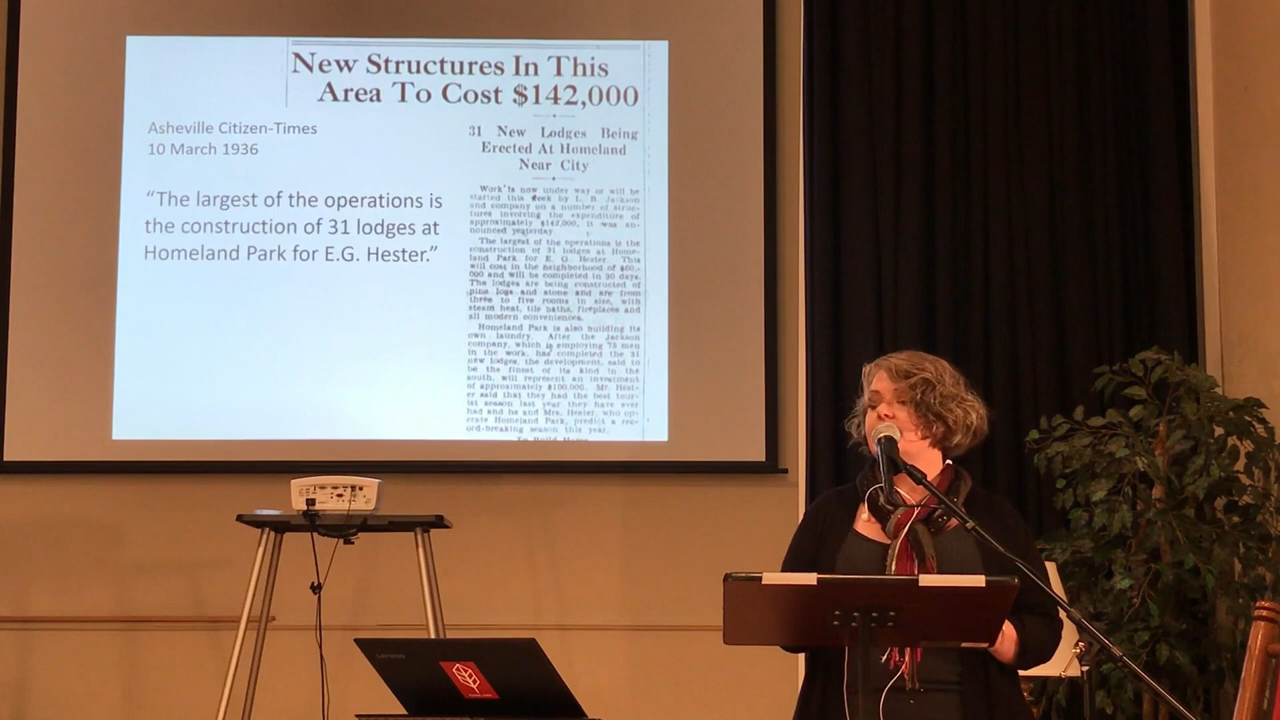 New Structures In This
Area To Cost $142,000
Asheville Citizen-Times
10 March 1936
“The largest of the operations is
the construction of 31 lodges at
Homeland Park for E.G. Hester.”
31 New Lodges Being
Erected At Homeland
Near City
Work is now under way or will be
started this week by L. B. Jackson
and company on a number of struc-
tures involving the expenditure of
approximately $142,000, it was an-
nounced yesterday.
The largest of the operations is the
construction of 31 lodges at Home-
land Park for E. G. Hester. This
will cost in the neighborhood of $60,-
000 and will be completed in 30 days.
The lodges are being constructed of
pine logs and stone and are from
three to five rooms in size, with
steam heat, tile baths, fireplaces and
all modern conveniences.
Homeland Park is also building its
own laundry. After the Jackson
company, which is employing 75 men
in the work, has completed the 31
new lodges, the development, said to
be the finest of its kind in the
south, will represent an investment
of approximately $100,000. Mr. Hest-
er said that they had the best tour-
ist season last year they have ever
had and he and Mrs. Hester, who op-
erate Homeland Park, predict a rec-
ord-breaking season this year.
Lenovo